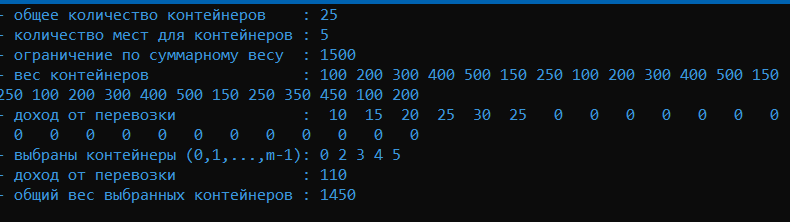 - общее количество контейнеров : 25
- количество мест для контейнеров : 5
- ограничение по суммарному весу : 1500
- вес контейнеров : 100 200 300 400 500 150 250 100 200 300 400 500 150
250 100 200 300 400 500 150 250 350 450 100 200
- доход от перевозки : 10 15 20 25 30 25 0 0 0 0 0 0 0
0 0 0 0 0 0 0 0 0 0 0 0
- выбраны контейнеры (0,1,...,m-1): 0 2 3 4 5
- доход от перевозки : 110
- общий вес выбранных контейнеров : 1450